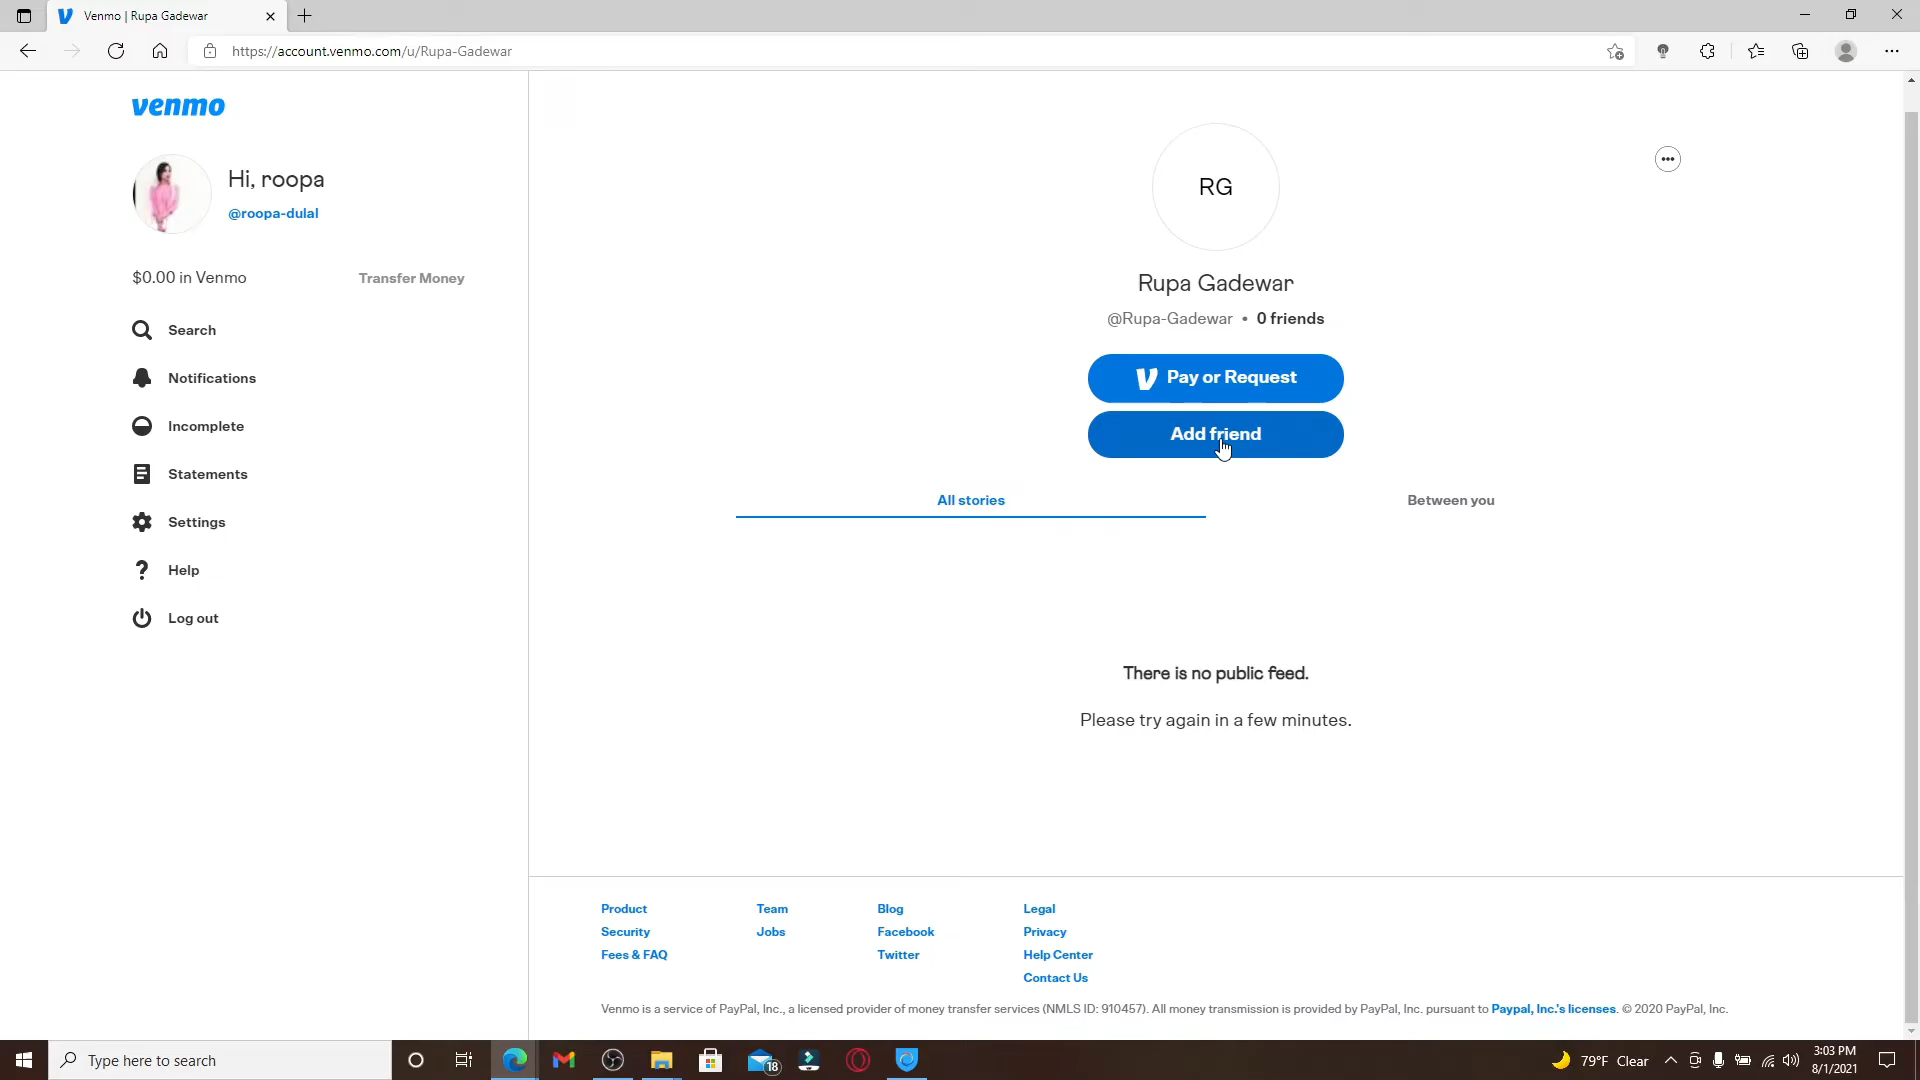 Venmo | Rupa Gadewar
https://account.venmo.com/u/Rupa-Gadewar
venmo
Hi, roopa
@roopa-dulal
$0.00 in Venmo
Transfer Money
Search
Notifications
Incomplete
Statements
Settings
Help
Log out
RG
Rupa Gadewar
@Rupa-Gadewar • 0 friends
Pay or Request
Add friend
All stories
Between you
There is no public feed.
Please try again in a few minutes.
Product
Team
Blog
Legal
Security
Jobs
Facebook
Privacy
Fees & FAQ
Twitter
Help Center
Contact Us
Venmo is a service of PayPal, Inc., a licensed provider of money transfer services (NMLS ID: 910457). All money transmission is provided by PayPal, Inc. pursuant to Paypal, Inc.'s licenses. © 2020 PayPal, Inc.
Type here to search
18
79°F Clear
3:03 PM
8/1/2021